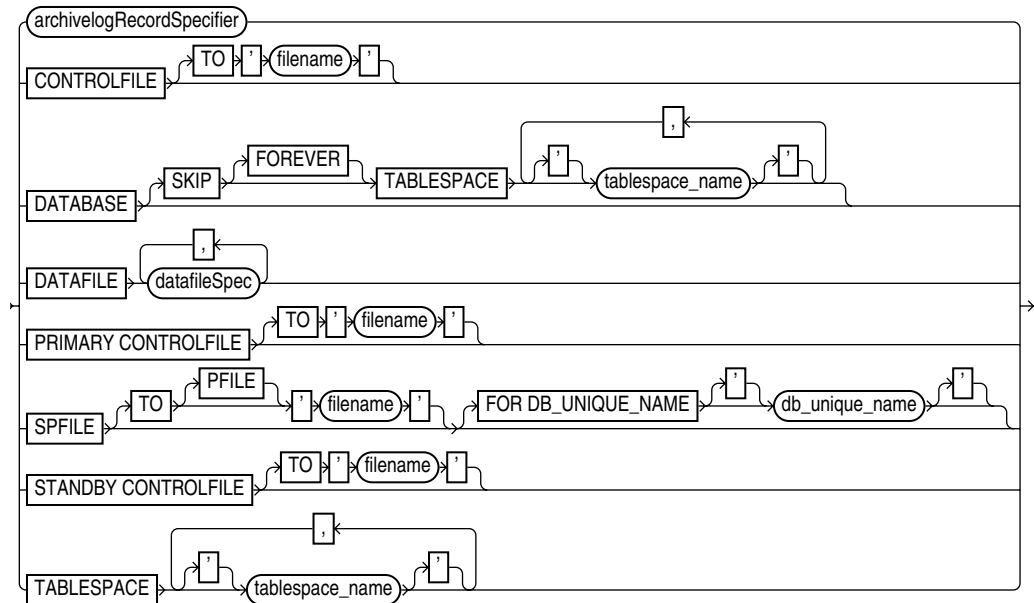 archivelogRecordSpecifier
CONTROLFILE TO ' filename '
,
DATABASE SKIP FOREVER TABLESPACE ' tablespace_name '
,
DATAFILE datafileSpec
PRIMARY CONTROLFILE TO ' filename '
SPFILE TO PFILE ' filename ' FOR DB_UNIQUE_NAME ' db_unique_name '
STANDBY CONTROLFILE TO ' filename '
,
TABLESPACE ' tablespace_name '